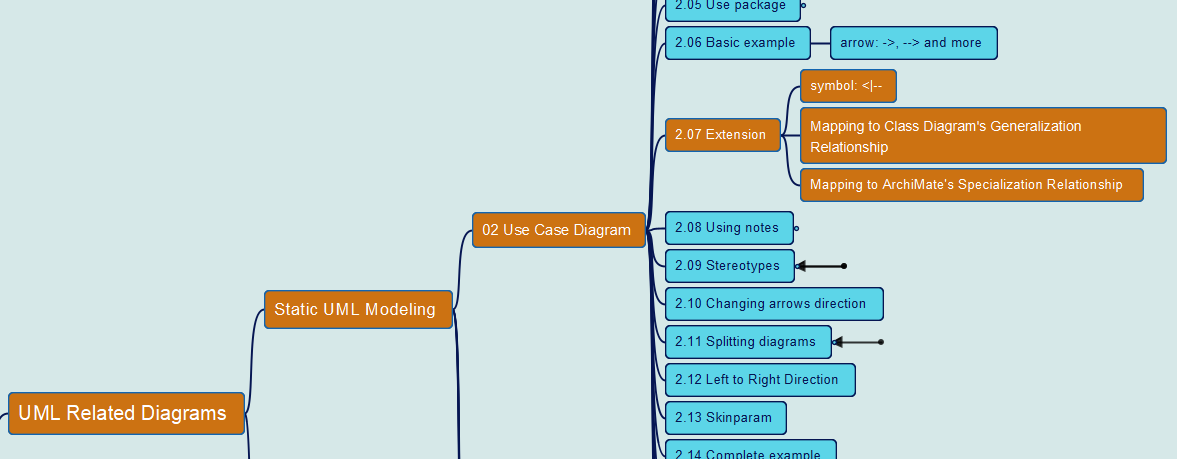 2.05 Use package
2.06 Basic example
arrow: ->, --> and more
symbol: <|--
2.07 Extension
Mapping to Class Diagram's Generalization
Relationship
Mapping to ArchiMate's Specialization Relationship
02 Use Case Diagram
2.08 Using notes
2.09 Stereotypes
2.10 Changing arrows direction
Static UML Modeling
2.11 Splitting diagrams
2.12 Left to Right Direction
UML Related Diagrams
2.13 Skinparam
2.14 Complete example